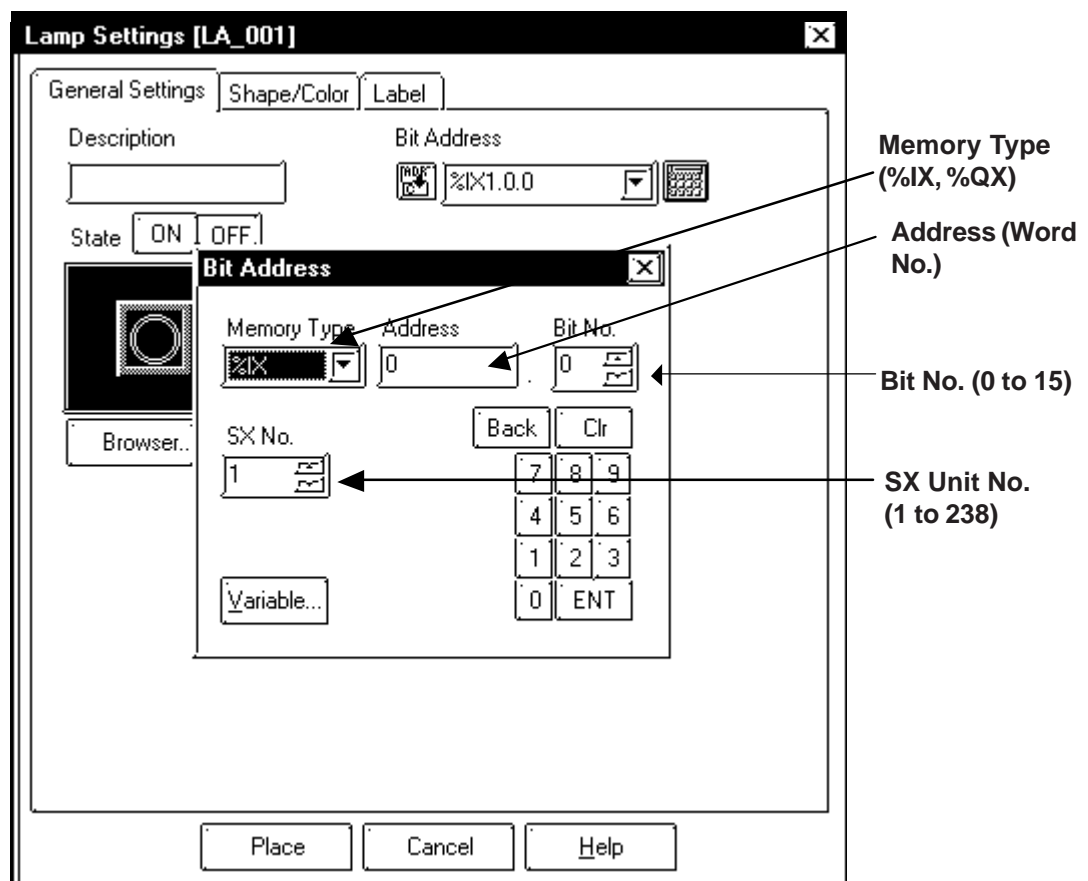 Lamp Settings [LA_001]
General Settings
Shape/Color
Label
Description
Bit Address
%IX1.0.0
State
ON
OFF
Browser..
Bit Address
Memory Type
Address
Bit No.
%IX
0
.
0
SX No.
1
Back
Clr
7
8
9
4
5
6
1
2
3
0
ENT
Variable...
Place
Cancel
Help
Memory Type
(%IX, %QX)
Address (Word
No.)
Bit No. (0 to 15)
SX Unit No.
(1 to 238)